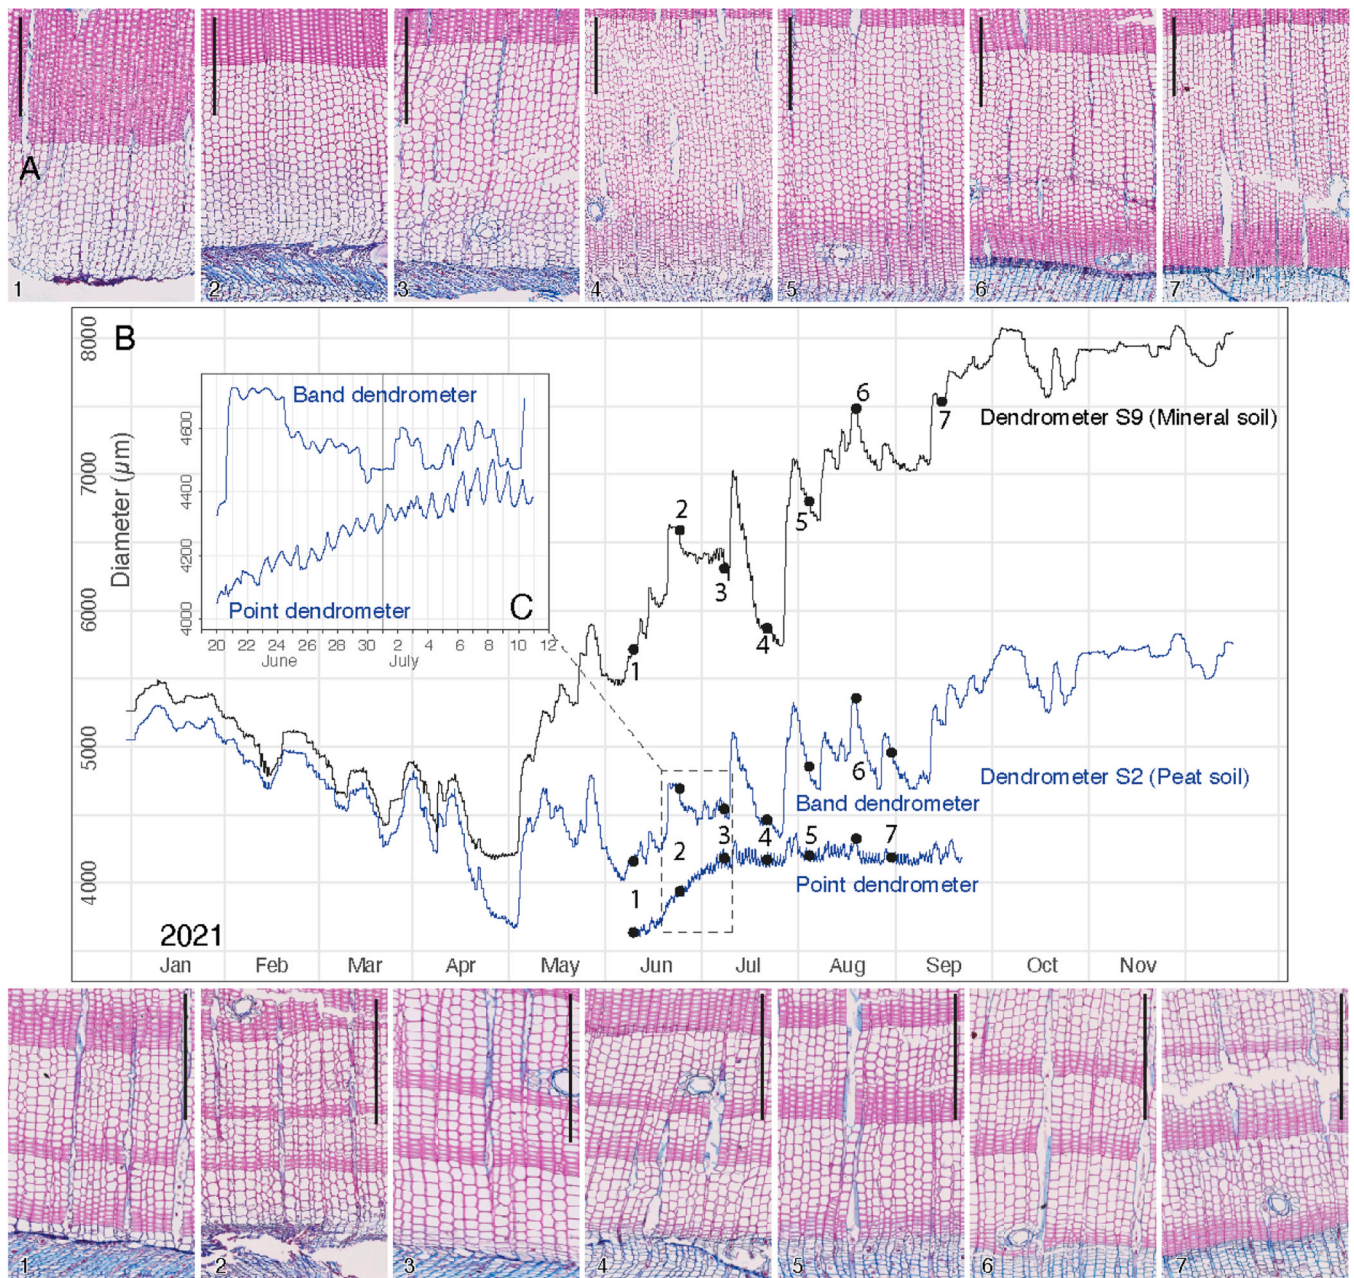 A
1 2 3 4 5 6 7
B
8000
7000
6000
5000
4000
Diameter (µm)
Band dendrometer
4600
4400
4200
4000
Point dendrometer
C
20 22 24 26 28 30 2 4 6 8 10 12
June July
1
2
3
4
5
6
7
Dendrometer S9 (Mineral soil)
Dendrometer S2 (Peat soil)
Band dendrometer
1
2
3
4
5
6
7
Point dendrometer
2021
Jan Feb Mar Apr May Jun Jul Aug Sep Oct Nov
1 2 3 4 5 6 7